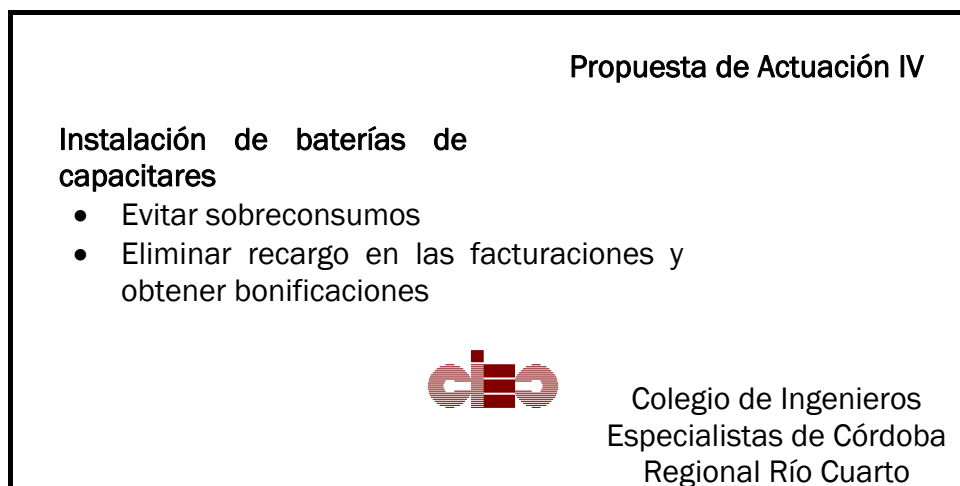 Propuesta de Actuación IV
Instalación de baterías de
capacitares
• Evitar sobreconsumos
• Eliminar recargo en las facturaciones y
obtener bonificaciones
ciec
Colegio de Ingenieros
Especialistas de Córdoba
Regional Río Cuarto